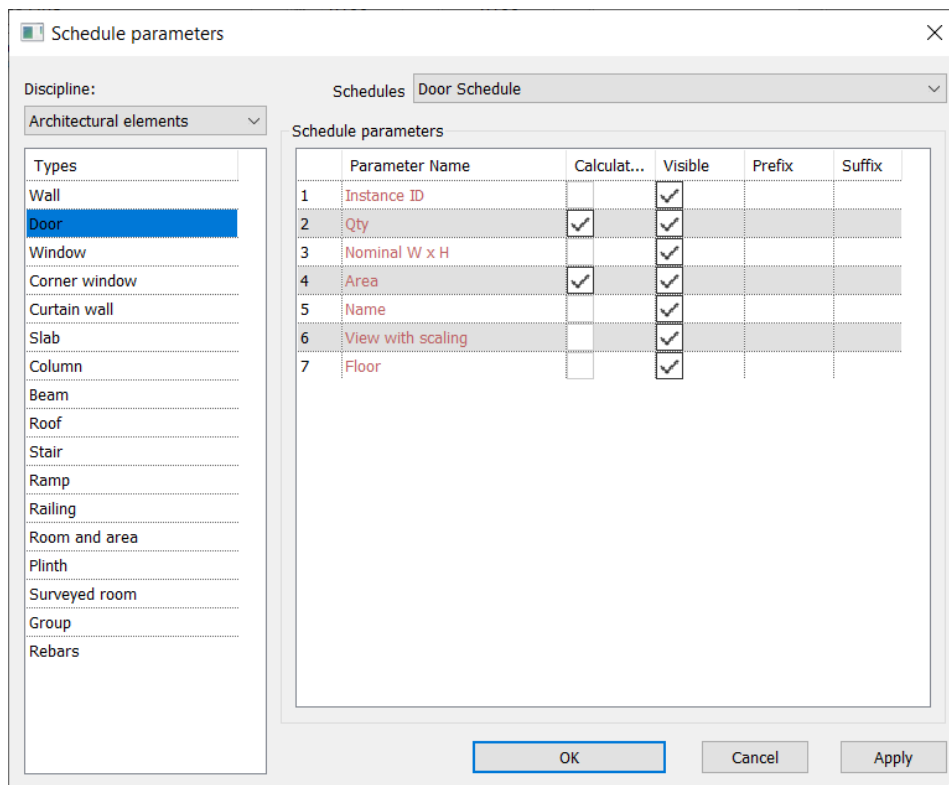 Schedule parameters
Discipline:
Architectural elements
Types
Wall
Door
Window
Corner window
Curtain wall
Slab
Column
Beam
Roof
Stair
Ramp
Railing
Room and area
Plinth
Surveyed room
Group
Rebars
Schedules Door Schedule
Schedule parameters
Parameter Name Calculat... Visible Prefix Suffix
1 Instance ID
2 Qty
3 Nominal W x H
4 Area
5 Name
6 View with scaling
7 Floor
OK Cancel Apply